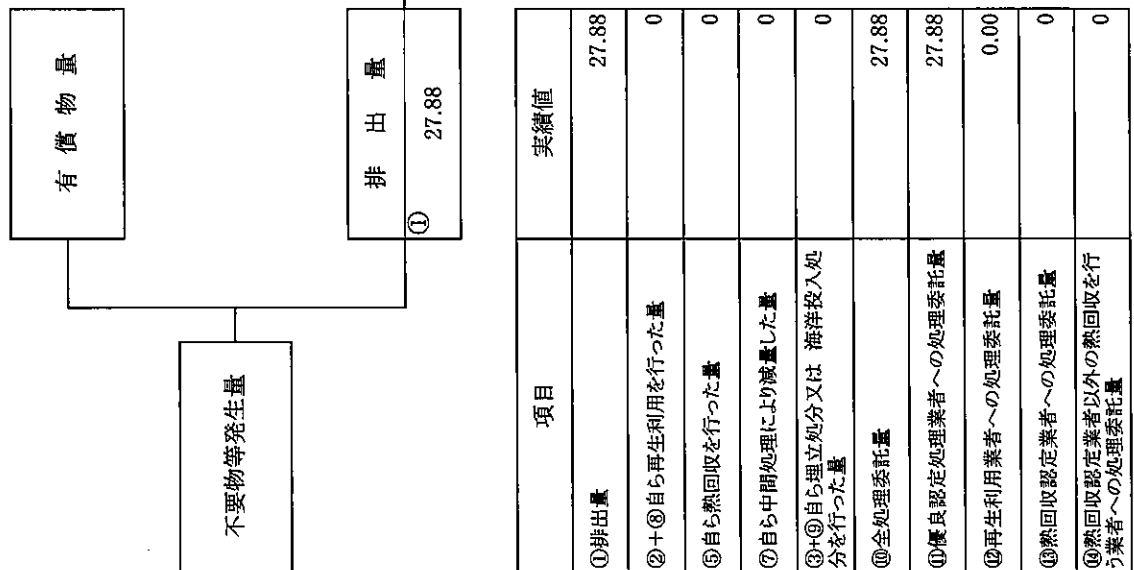 有償物量
排出量
①
27.88
不要物等発生量
項目
実績値
①排出量
27.88
②+⑧自ら再生利用を行った量
0
⑤自ら熱回収を行った量
0
⑦自ら中間処理により減量した量
0
③+⑨自ら埋立処分又は 海洋投入処
分を行った量
0
⑩全処理委託量
27.88
⑪優良認定処理業者への処理委託量
27.88
⑫再生利用業者への処理委託量
0.00
⑬熱回収認定業者への処理委託量
0
⑭熱回収認定業者以外の熱回収を行
う業者への処理委託量
0